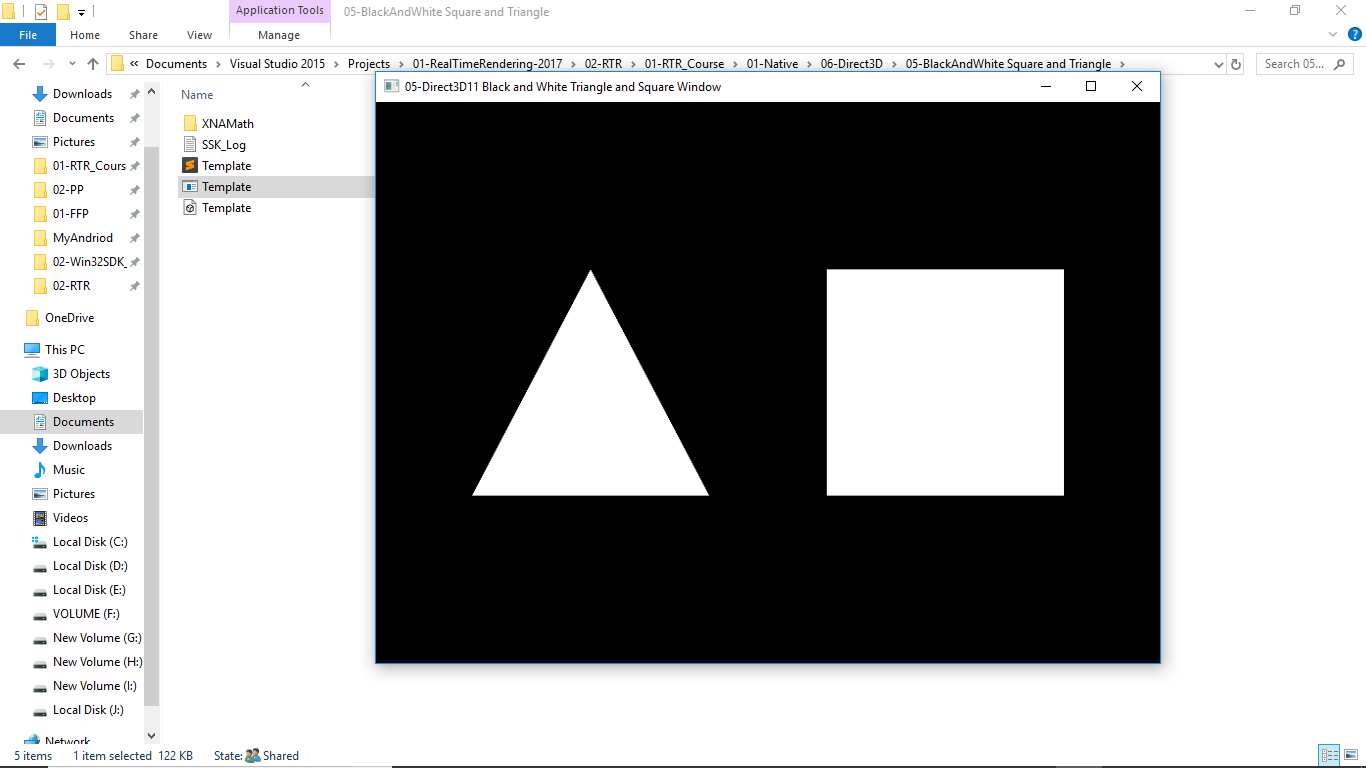 Application Tools
05-BlackAndWhite Square and Triangle
File
Home
Share
View
Manage
« Documents > Visual Studio 2015 > Projects > 01-RealTimeRendering-2017 > 02-RTR > 01-RTR_Course > 01-Native > 06-Direct3D > 05-BlackAndWhite Square and Triangle >
Search 05...
Downloads
Documents
Pictures
01-RTR_Cours
02-PP
01-FFP
MyAndriod
02-Win32SDK_
02-RTR
OneDrive
This PC
3D Objects
Desktop
Documents
Downloads
Music
Pictures
Videos
Local Disk (C:)
Local Disk (D:)
Local Disk (E:)
VOLUME (F:)
New Volume (G:)
New Volume (H:)
New Volume (I:)
Local Disk (J:)
Network
Name
XNAMath
SSK_Log
Template
Template
Template
05-Direct3D11 Black and White Triangle and Square Window
5 items
1 item selected 122 KB
State: Shared